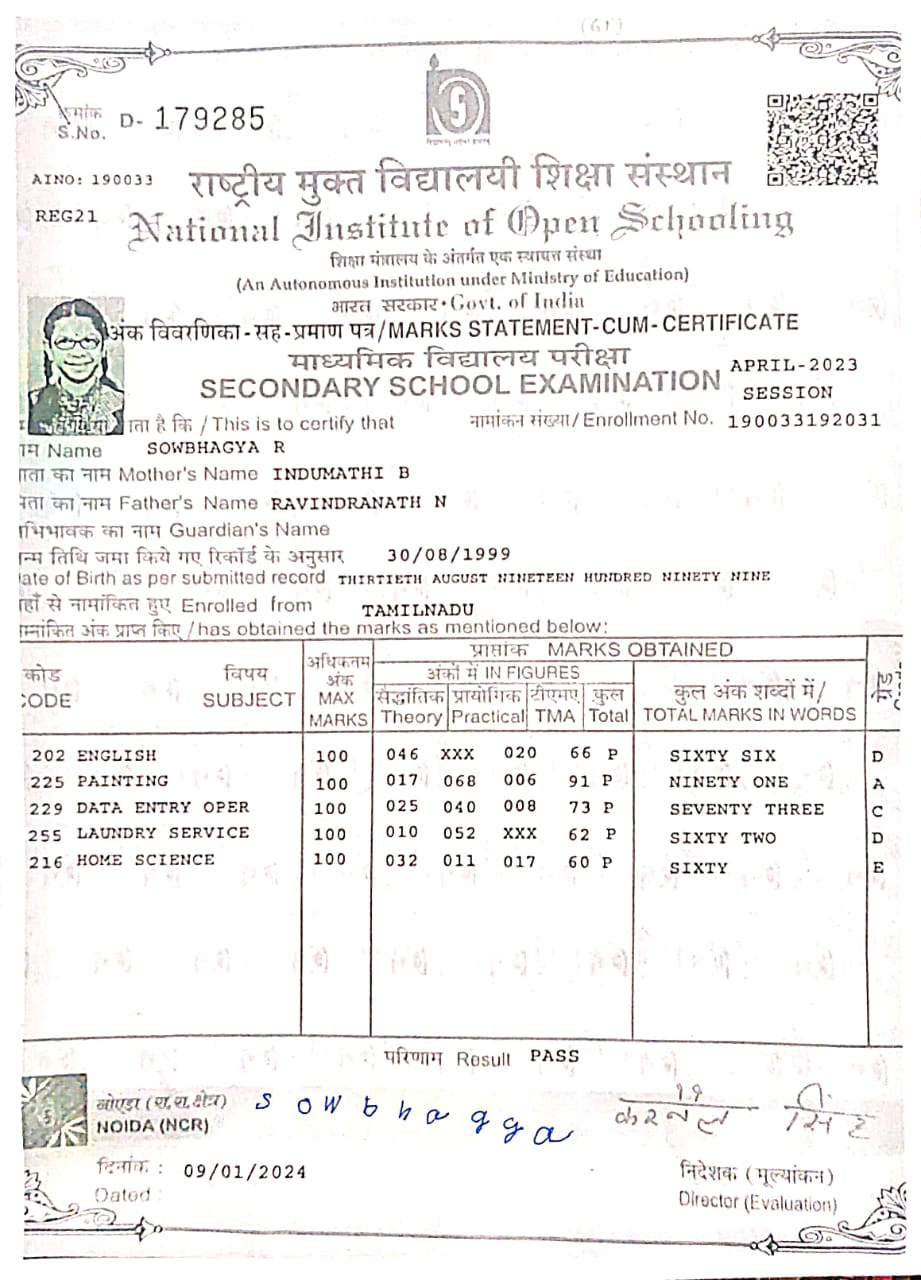 (61)
क्रमांक
S.No. D- 179285
AINO: 190033
REG21
राष्ट्रीय मुक्त विद्यालयी शिक्षा संस्थान
National Institute of Open Schooling
शिक्षा मंत्रालय के अंतर्गत एक स्वायत्त संस्था
(An Autonomous Institution under Ministry of Education)
भारत सरकार • Govt. of India
अंक विवरणिका-सह-प्रमाण पत्र/MARKS STATEMENT-CUM-CERTIFICATE
माध्यमिक विद्यालय परीक्षा
SECONDARY SCHOOL EXAMINATION APRIL-2023
SESSION
ता है कि / This is to certify that नामांकन संख्या/ Enrollment No. 190033192031
म Name SOWBHAGYA R
ाता का नाम Mother's Name INDUMATHI B
ता का नाम Father's Name RAVINDRANATH N
भिभावक का नाम Guardian's Name
न्म तिथि जमा किये गए रिकॉर्ड के अनुसार 30/08/1999
ate of Birth as per submitted record THIRTIETH AUGUST NINETEEN HUNDRED NINETY NINE
हाँ से नामांकित हुए Enrolled from TAMILNADU
म्नांकित अंक प्राप्त किए / has obtained the marks as mentioned below:
प्राप्तांक MARKS OBTAINED
कोड विषय अधिकतम अंक अंकों में IN FIGURES कुल अंक शब्दों में/
CODE SUBJECT MAX MARKS सैद्धांतिक Theory प्रायोगिक Practical टीएमए TMA कुल Total TOTAL MARKS IN WORDS
202 ENGLISH 100 046 XXX 020 66 P SIXTY SIX D
225 PAINTING 100 017 068 006 91 P NINETY ONE A
229 DATA ENTRY OPER 100 025 040 008 73 P SEVENTY THREE C
255 LAUNDRY SERVICE 100 010 052 XXX 62 P SIXTY TWO D
216 HOME SCIENCE 100 032 011 017 60 P SIXTY E
परिणाम Result PASS
नोएडा (रा. रा. क्षेत्र) sowbhagga
NOIDA (NCR)
दिनांक : 09/01/2024
Dated :
निदेशक (मूल्यांकन)
Director (Evaluation)